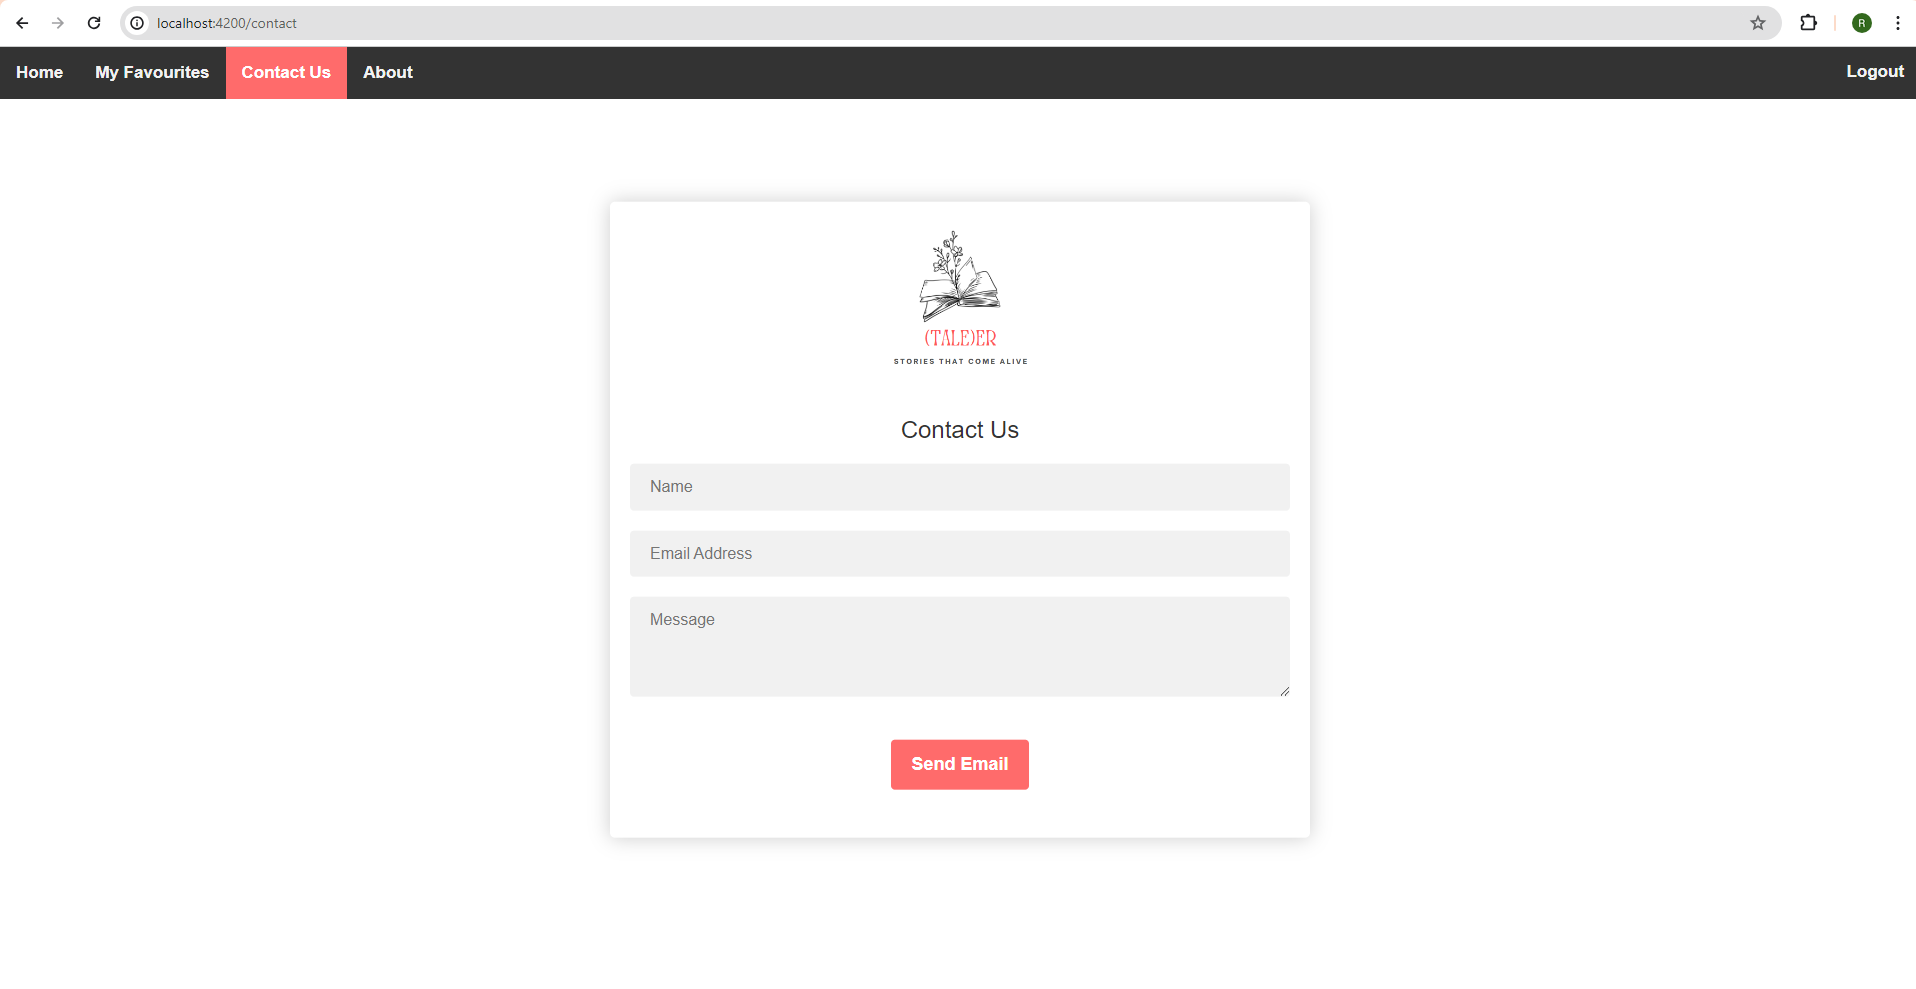 localhost:4200/contact
R
Home My Favourites Contact Us About Logout
(TALE)ER
STORIES THAT COME ALIVE
Contact Us
Name
Email Address
Message
Send Email